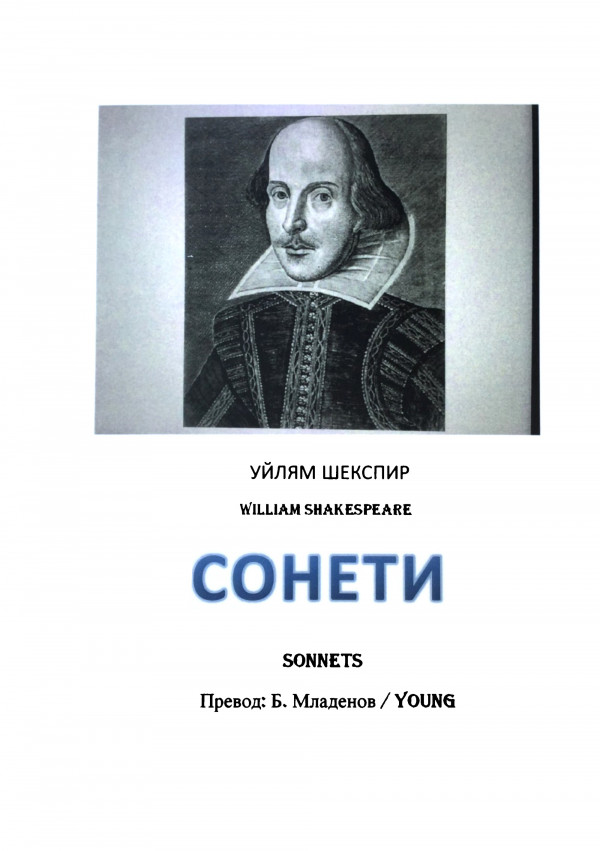 УЙЛЯМ ШЕКСПИР
WILLIAM SHAKESPEARE
СОНЕТИ
SONNETS
Превод: Б. Младенов / YOUNG